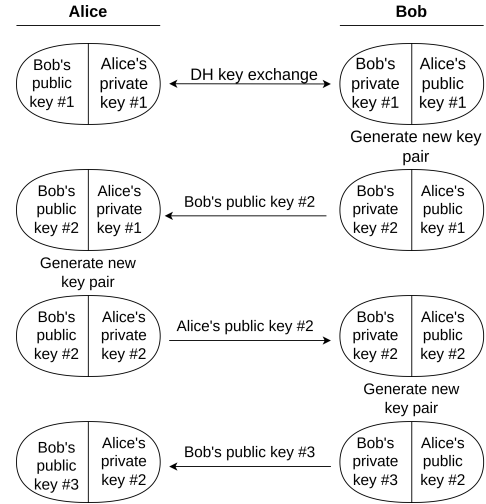 Alice
Bob
Bob's
public
key #1
Alice's
private
key #1
DH key exchange
Bob's
private
key #1
Alice's
public
key #1
Generate new key
pair
Bob's
public
key #2
Alice's
private
key #1
Bob's public key #2
Bob's
private
key #2
Alice's
public
key #1
Generate new
key pair
Bob's
public
key #2
Alice's
private
key #2
Alice's public key #2
Bob's
private
key #2
Alice's
public
key #2
Generate new
key pair
Bob's
public
key #3
Alice's
private
key #2
Bob's public key #3
Bob's
private
key #3
Alice's
public
key #2